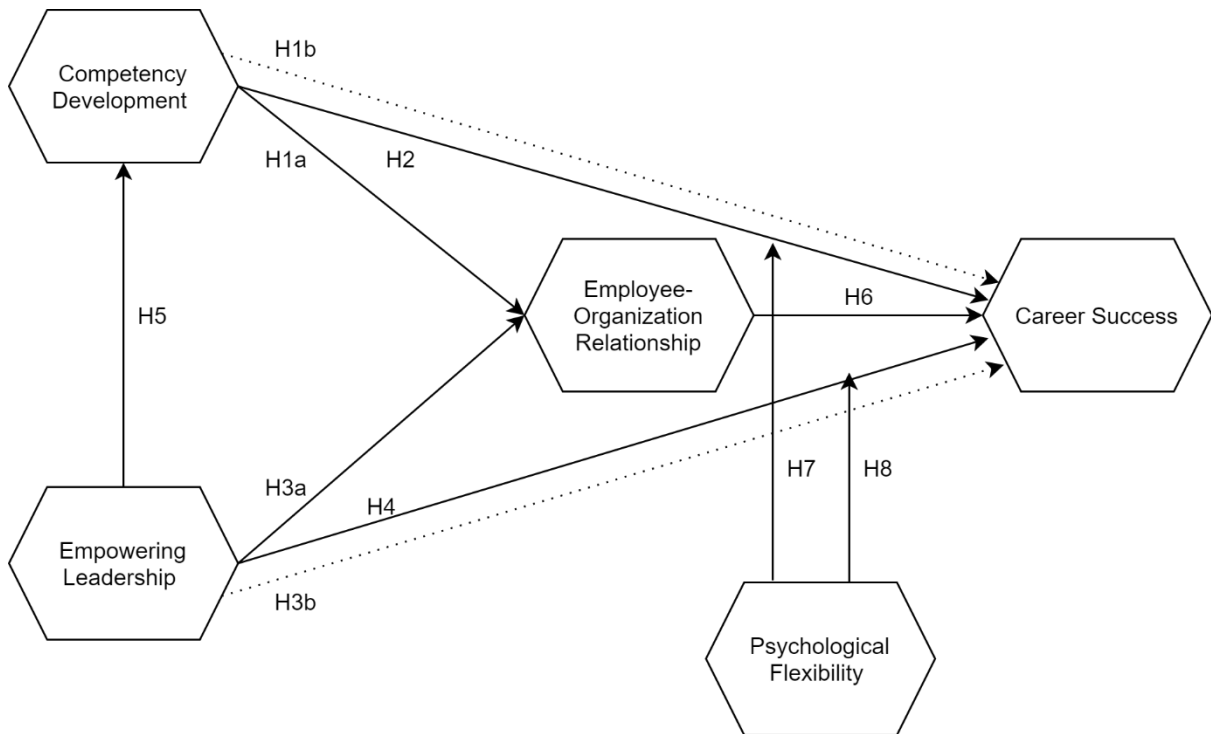 H1b
Competency
Development
H1a
H2
Employee-
Organization
Relationship
H6
Career Success
H5
H3a
H4
H7
H8
Empowering
Leadership
H3b
Psychological
Flexibility